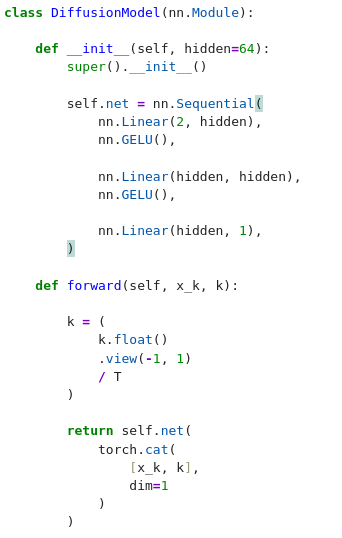 class DiffusionModel(nn.Module):

    def __init__(self, hidden=64):
        super().__init__()

        self.net = nn.Sequential(
            nn.Linear(2, hidden),
            nn.GELU(),

            nn.Linear(hidden, hidden),
            nn.GELU(),

            nn.Linear(hidden, 1),
        )

    def forward(self, x_k, k):

        k = (
            k.float()
            .view(-1, 1)
            / T
        )

        return self.net(
            torch.cat(
                [x_k, k],
                dim=1
            )
        )